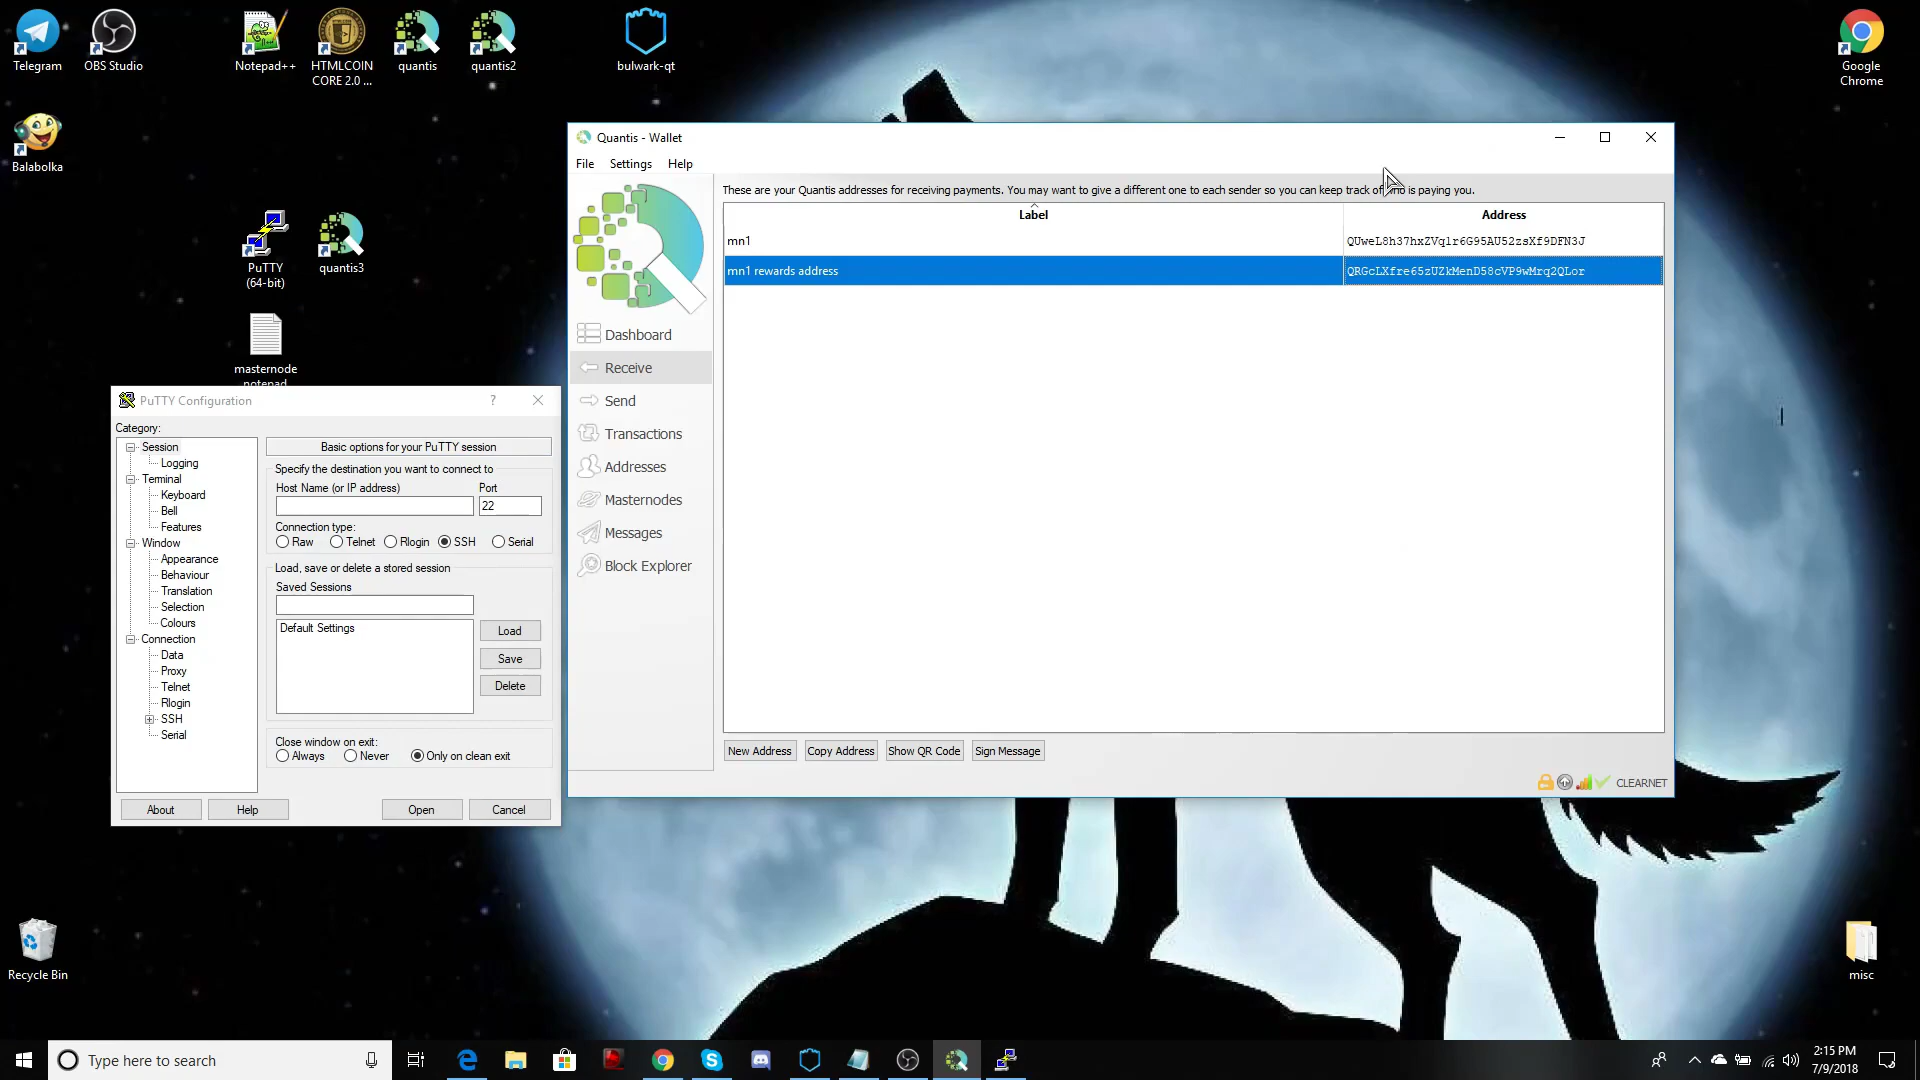 Telegram
OBS Studio
Notepad++
HTMLCOIN
CORE 2.0 ...
quantis
quantis2
bulwark-qt
Google
Chrome
Balabolka
PuTTY
(64-bit)
quantis3
masternode
notepad
Quantis - Wallet
File Settings Help
These are your Quantis addresses for receiving payments. You may want to give a different one to each sender so you can keep track of who is paying you.
Label Address
mn1 QUweL8h37hxZVq1r6G95AU52zsXf9DFN3J
mn1 rewards address QRGcLXfre65zUZkMenD58cVP9wMrq2QLor
Dashboard
Receive
Send
Transactions
Addresses
Masternodes
Messages
Block Explorer
New Address Copy Address Show QR Code Sign Message
CLEARNET
PuTTY Configuration ?
Category:
Session
Logging
Terminal
Keyboard
Bell
Features
Window
Appearance
Behaviour
Translation
Selection
Colours
Connection
Data
Proxy
Telnet
Rlogin
SSH
Serial
Basic options for your PuTTY session
Specify the destination you want to connect to
Host Name (or IP address) Port
22
Connection type:
Raw Telnet Rlogin SSH Serial
Load, save or delete a stored session
Saved Sessions
Default Settings
Load
Save
Delete
Close window on exit:
Always Never Only on clean exit
About Help Open Cancel
Recycle Bin
misc
Type here to search
2:15 PM
7/9/2018